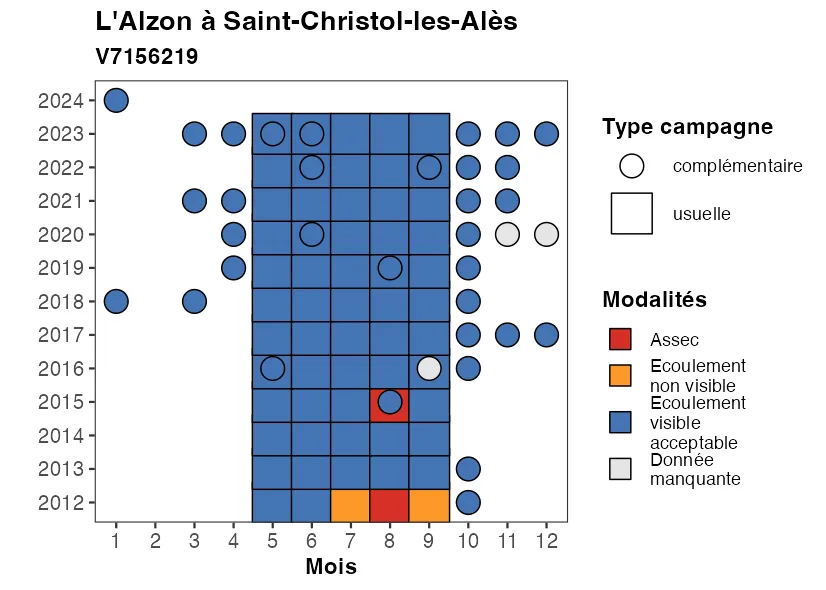 L'Alzon à Saint-Christol-les-Alès
V7156219
2024
2023
2022
2021
2020
2019
2018
2017
2016
2015
2014
2013
2012
1 2 3 4 5 6 7 8 9 10 11 12
Mois
Type campagne
complémentaire
usuelle
Modalités
Assec
Ecoulement
non visible
Ecoulement
visible
acceptable
Donnée
manquante